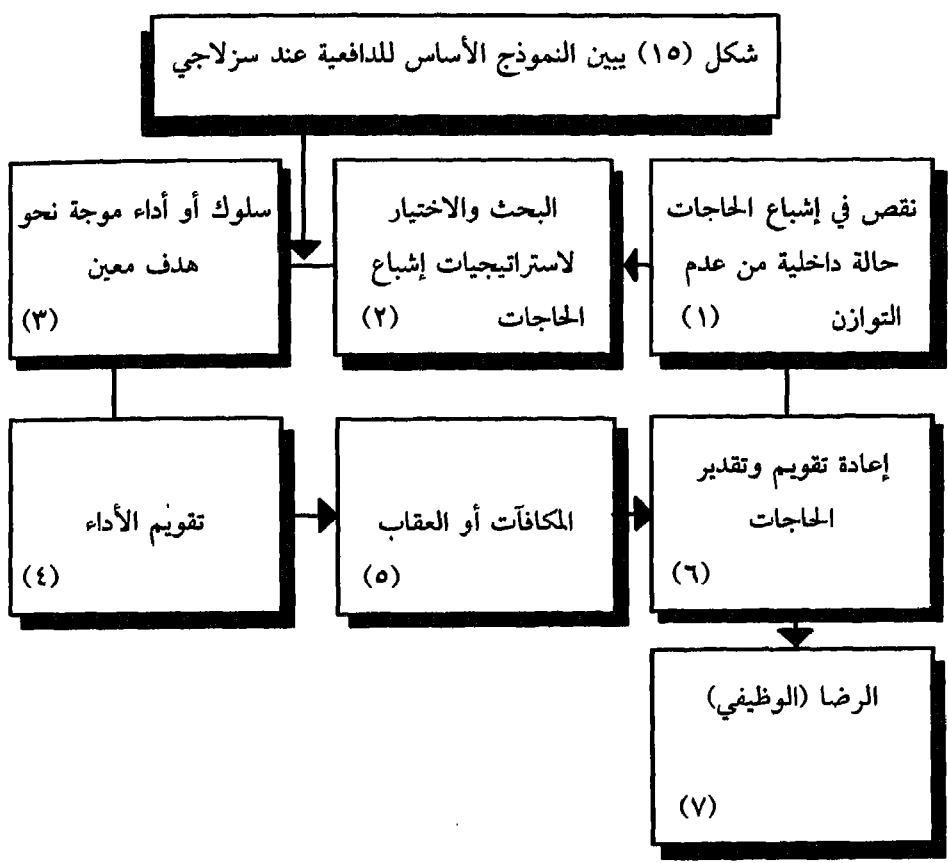 شكل (١٥) يبين النموذج الأساس للدافعية عند سزلاجي
نقص في إشباع الحاجات
حالة داخلية من عدم
التوازن (١)
البحث والاختيار
لاستراتيجيات إشباع
الحاجات (٢)
سلوك أو أداء موجة نحو
هدف معين
(٣)
تقويم الأداء
(٤)
المكافآت أو العقاب
(٥)
إعادة تقويم وتقدير
الحاجات
(٦)
الرضا (الوظيفي)
(٧)